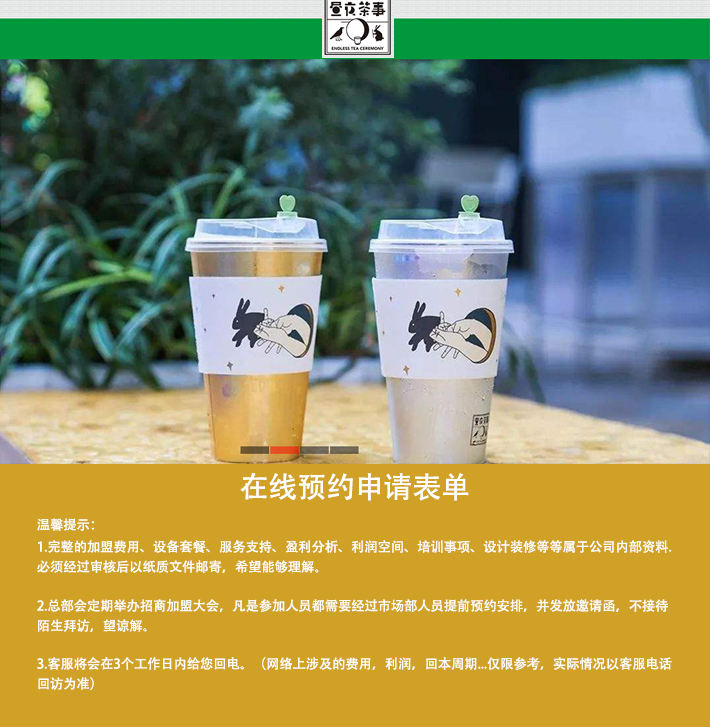 昼夜茶事
ENDLESS TEA CEREMONY
昼夜茶事
在线预约申请表单
温馨提示：
1.完整的加盟费用、设备套餐、服务支持、盈利分析、利润空间、培训事项、设计装修等等属于公司内部资料.
必须经过审核后以纸质文件邮寄，希望能够理解。
2.总部会定期举办招商加盟大会，凡是参加人员都需要经过市场部人员提前预约安排，并发放邀请函，不接待
陌生拜访，望谅解。
3.客服将会在3个工作日内给您回电。（网络上涉及的费用，利润，回本周期...仅限参考，实际情况以客服电话
回访为准）